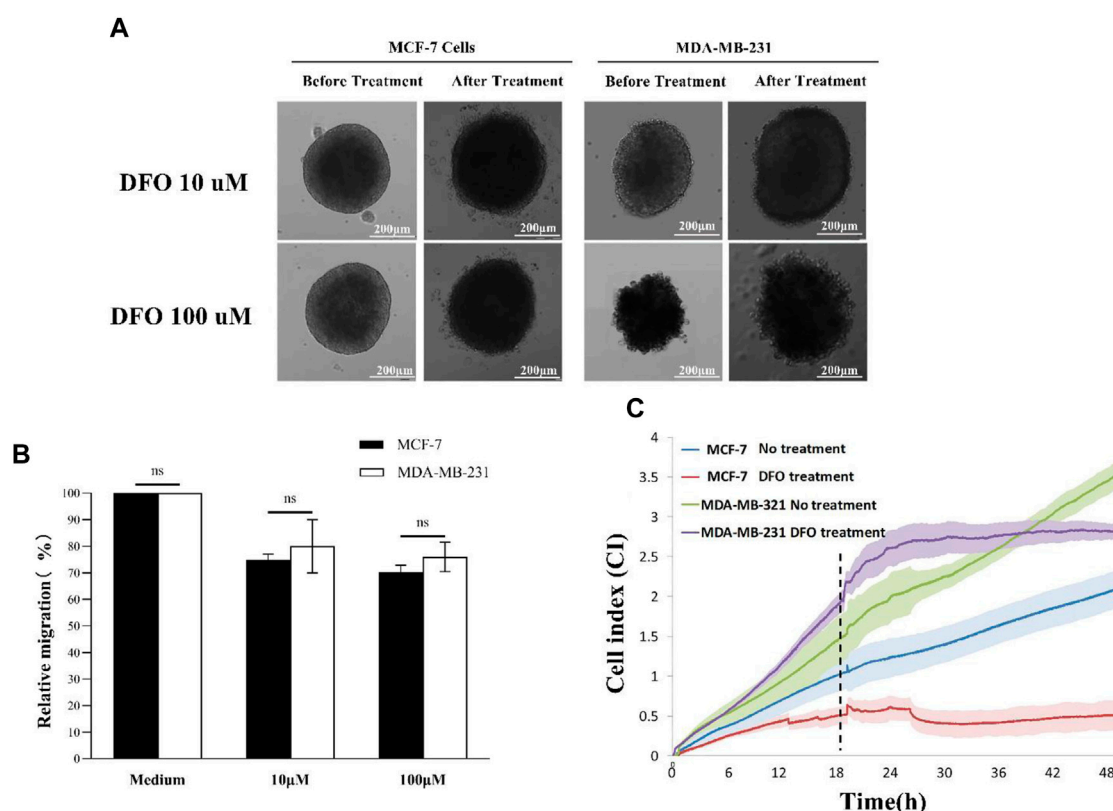 A
MCF-7 Cells
MDA-MB-231
Before Treatment
After Treatment
Before Treatment
After Treatment
DFO 10 uM
200μm
200μm
200μm
200μm
DFO 100 uM
200μm
200μm
200μm
200μm
B
MCF-7
MDA-MB-231
ns
ns
ns
100
90
80
70
60
50
40
30
20
10
0
Relative migration( %)
Medium
10μM
100μM
C
MCF-7 No treatment
MCF-7 DFO treatment
MDA-MB-321 No treatment
MDA-MB-231 DFO treatment
4
3.5
3
2.5
2
1.5
1
0.5
0
Cell index (CI)
0
6
12
18
24
30
36
42
48
Time(h)